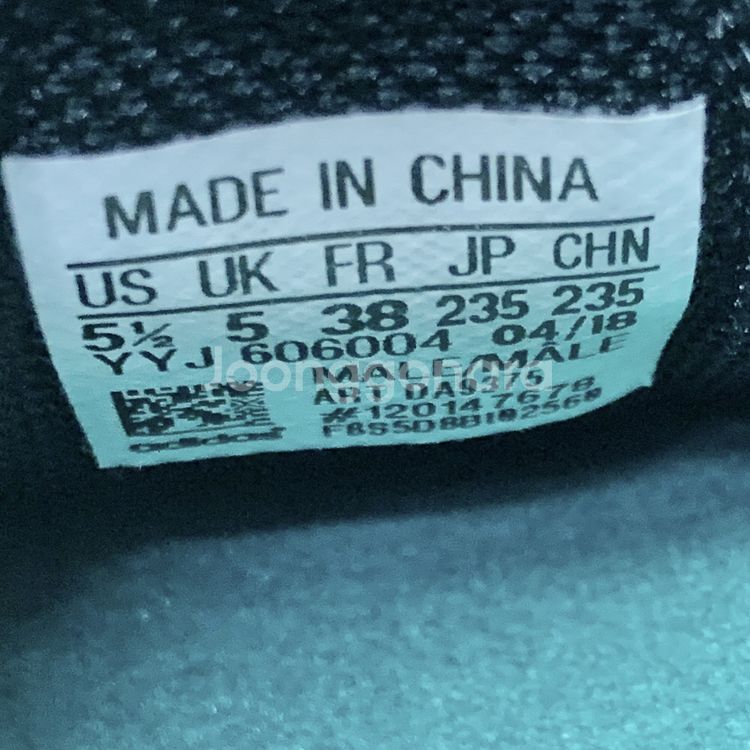 MADE IN CHINA
US UK FR JP CHN
5½ 5 38 235 235
YYJ 606004 04/18
MALE/MÂLE
ART DA9375
#120147678
adidas
Joonggonara